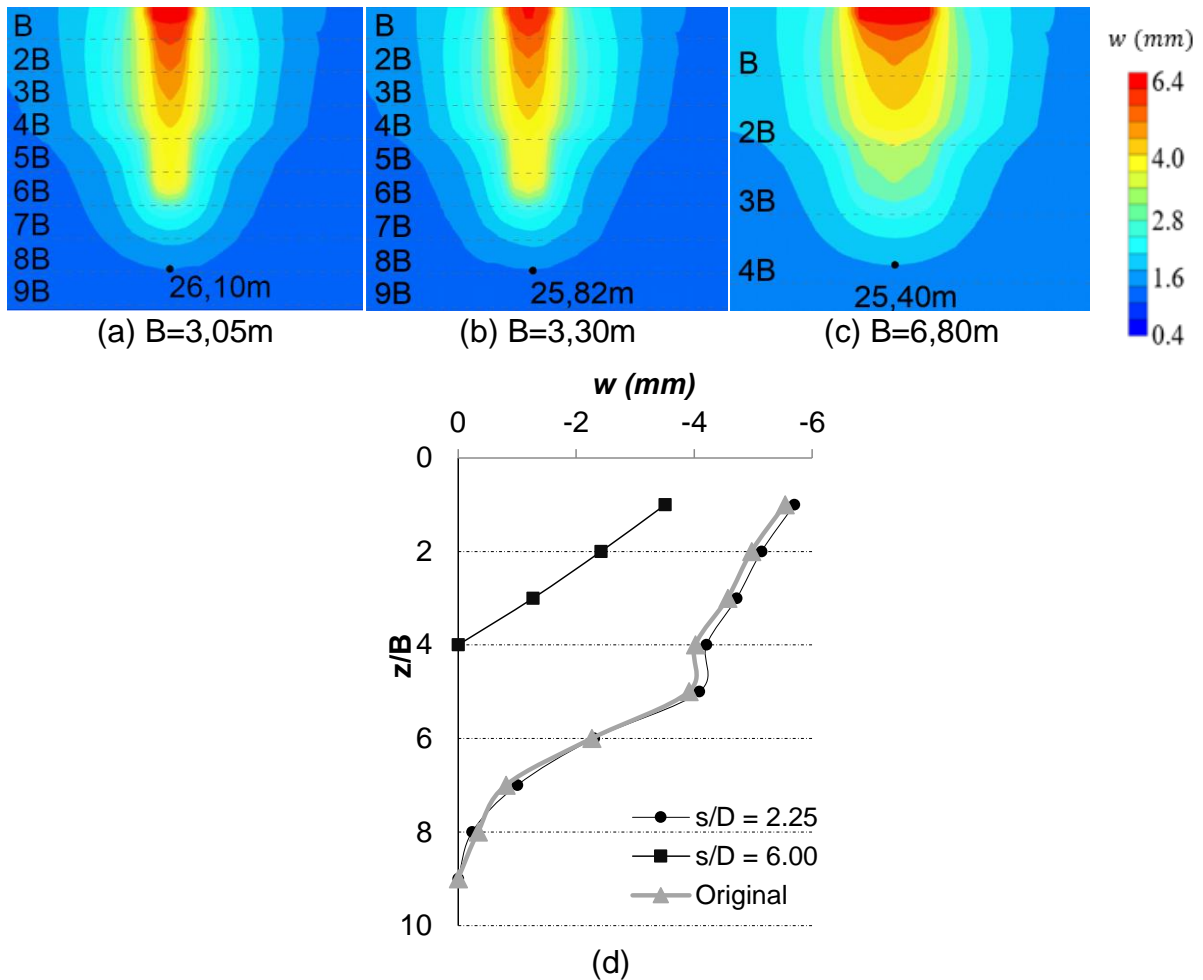 B
2B
3B
4B
5B
6B
7B
8B
9B
26,10m
(a) B=3,05m
B
2B
3B
4B
5B
6B
7B
8B
9B
25,82m
(b) B=3,30m
B
2B
3B
4B
25,40m
(c) B=6,80m
w (mm)
6.4
4.0
2.8
1.6
0.4
w (mm)
0 -2 -4 -6
0
2
4
6
8
10
z/B
s/D = 2.25
s/D = 6.00
Original
(d)